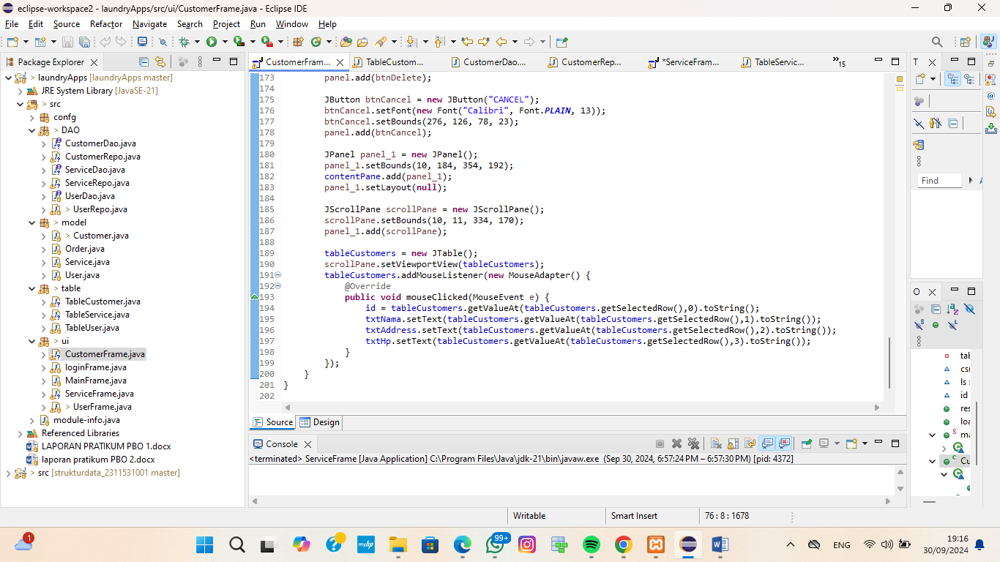 eclipse-workspace2 - laundryApps/src/ui/CustomerFrame.java - Eclipse IDE
File Edit Source Refactor Navigate Search Project Run Window Help
Package Explorer
> laundryApps [laundryApps master]
JRE System Library [JavaSE-21]
> src
confg
> DAO
CustomerDao.java
CustomerRepo.java
ServiceDao.java
ServiceRepo.java
UserDao.java
> UserRepo.java
> model
> Customer.java
Order.java
Service.java
User.java
> table
TableCustomer.java
TableService.java
TableUser.java
> ui
CustomerFrame.java
loginFrame.java
MainFrame.java
ServiceFrame.java
> UserFrame.java
module-info.java
Referenced Libraries
LAPORAN PRATIKUM PBO 1.docx
laporan pratikum PBO 2.docx
> src [strukturdata_2311531001 master]
CustomerFram... TableCustom... CustomerDao.... CustomerRep... *ServiceFram... TableServic... 15
173 panel.add(btnDelete);
174
175 JButton btnCancel = new JButton("CANCEL");
176 btnCancel.setFont(new Font("Calibri", Font.PLAIN, 13));
177 btnCancel.setBounds(276, 126, 78, 23);
178 panel.add(btnCancel);
179
180 JPanel panel_1 = new JPanel();
181 panel_1.setBounds(10, 184, 354, 192);
182 contentPane.add(panel_1);
183 panel_1.setLayout(null);
184
185 JScrollPane scrollPane = new JScrollPane();
186 scrollPane.setBounds(10, 11, 334, 170);
187 panel_1.add(scrollPane);
188
189 tableCustomers = new JTable();
190 scrollPane.setViewportView(tableCustomers);
191 tableCustomers.addMouseListener(new MouseAdapter() {
192 @Override
193 public void mouseClicked(MouseEvent e) {
194 id = tableCustomers.getValueAt(tableCustomers.getSelectedRow(),0).toString();
195 txtNama.setText(tableCustomers.getValueAt(tableCustomers.getSelectedRow(),1).toString());
196 txtAddress.setText(tableCustomers.getValueAt(tableCustomers.getSelectedRow(),2).toString());
197 txtHp.setText(tableCustomers.getValueAt(tableCustomers.getSelectedRow(),3).toString());
198 }
199 });
200 }
201 }
202
Source Design
Console
<terminated> ServiceFrame [Java Application] C:\Program Files\Java\jdk-21\bin\javaw.exe (Sep 30, 2024, 6:57:24 PM – 6:57:30 PM) [pid: 4372]
T
Find
O
tab
csr
ls :
id
res
loa
ma
Cu
Writable Smart Insert 76 : 8 : 1678
1
myhp
99+
ENG
19:16
30/09/2024